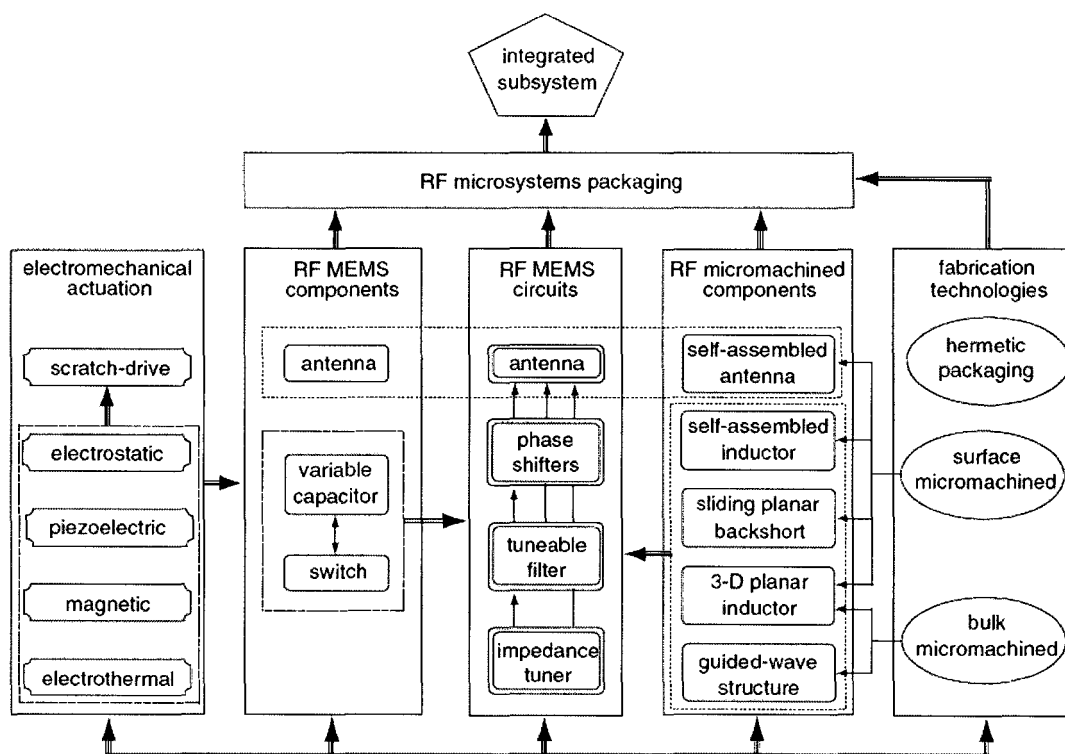 integrated
subsystem
RF microsystems packaging
electromechanical
actuation
scratch-drive
electrostatic
piezoelectric
magnetic
electrothermal
RF MEMS
components
antenna
variable
capacitor
switch
RF MEMS
circuits
antenna
phase
shifters
tuneable
filter
impedance
tuner
RF micromachined
components
self-assembled
antenna
self-assembled
inductor
sliding planar
backshort
3-D planar
inductor
guided-wave
structure
fabrication
technologies
hermetic
packaging
surface
micromachined
bulk
micromachined